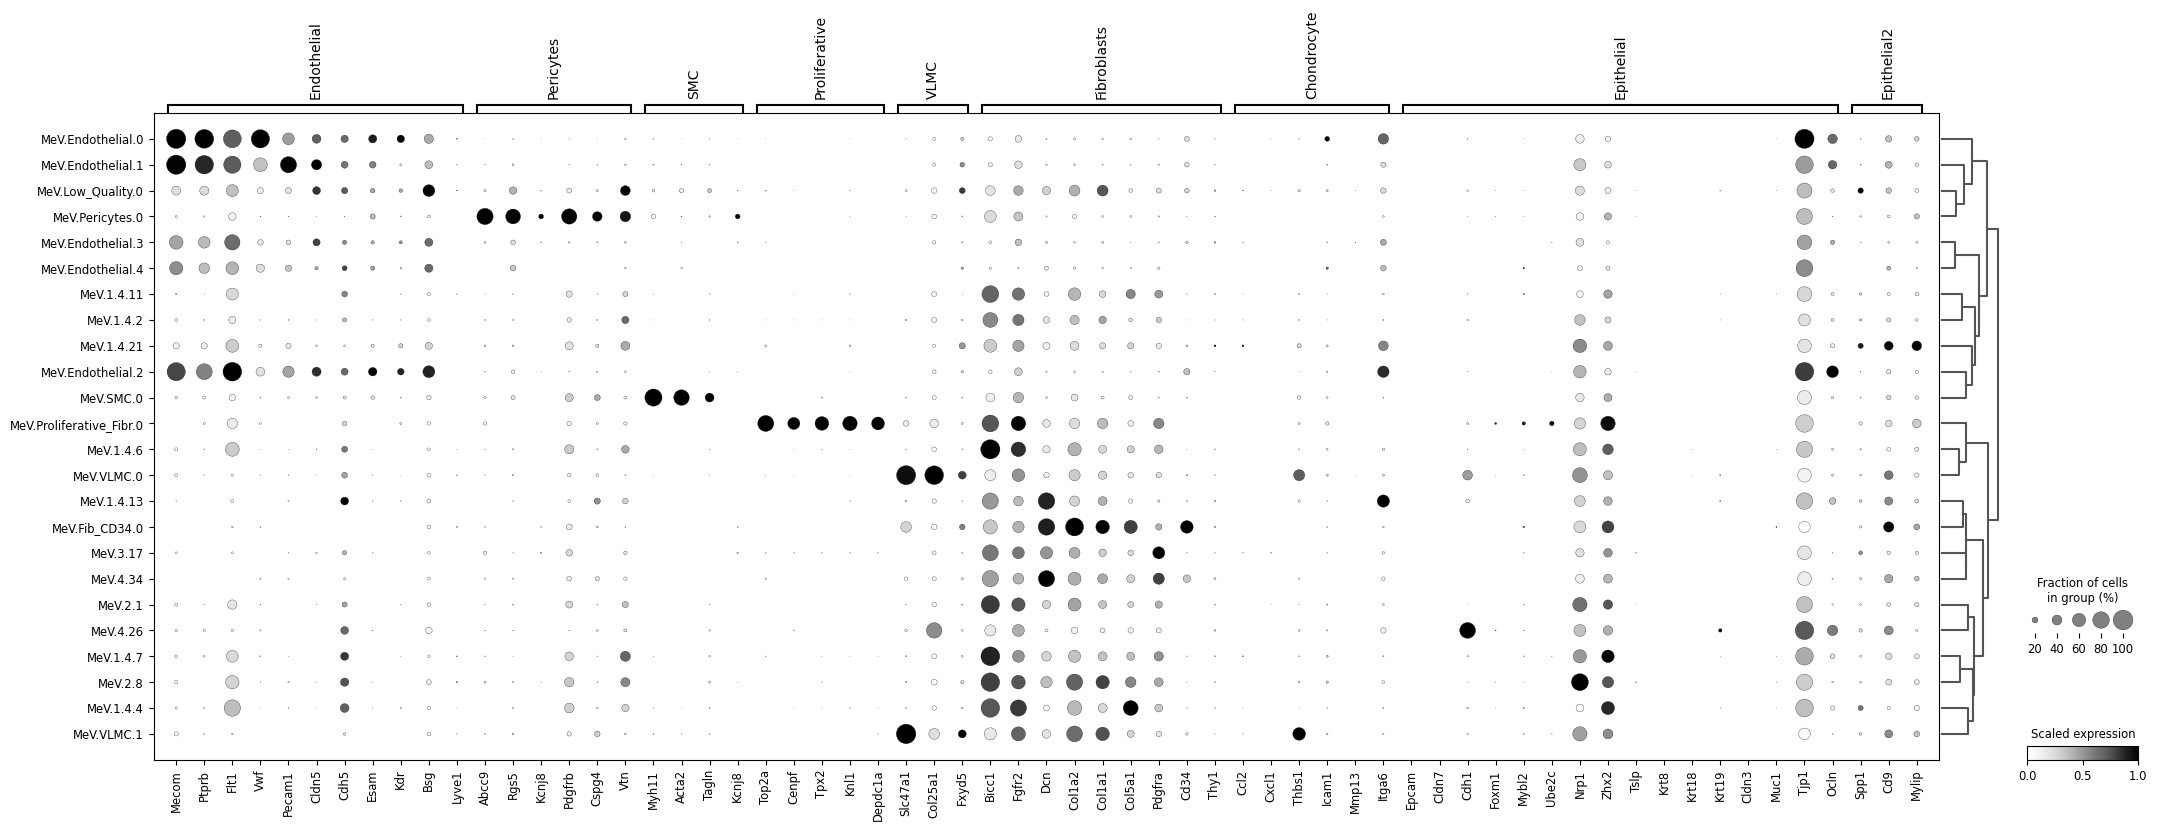 Endothelial
Pericytes
SMC
Proliferative
VLMC
Fibroblasts
Chondrocyte
Epithelial
Epithelial2
MeV.Endothelial.0
MeV.Endothelial.1
MeV.Low_Quality.0
MeV.Pericytes.0
MeV.Endothelial.3
MeV.Endothelial.4
MeV.1.4.11
MeV.1.4.2
MeV.1.4.21
MeV.Endothelial.2
MeV.SMC.0
MeV.Proliferative_Fibr.0
MeV.1.4.6
MeV.VLMC.0
MeV.1.4.13
MeV.Fib_CD34.0
MeV.3.17
MeV.4.34
MeV.2.1
MeV.4.26
MeV.1.4.7
MeV.2.8
MeV.1.4.4
MeV.VLMC.1
Mecom
Ptprb
Flt1
Vwf
Pecam1
Cldn5
Cdh5
Esam
Kdr
Bsg
Lyve1
Abcc9
Rgs5
Kcnj8
Pdgfrb
Cspg4
Vtn
Myh11
Acta2
Tagln
Kcnj8
Top2a
Cenpf
Tpx2
Knl1
Depdc1a
Slc47a1
Col25a1
Fxyd5
Bicc1
Fgfr2
Dcn
Col1a2
Col1a1
Col5a1
Pdgfra
Cd34
Thy1
Ccl2
Cxcl1
Thbs1
Icam1
Mmp13
Itga6
Epcam
Cldn7
Cdh1
Foxm1
Mybl2
Ube2c
Nrp1
Zhx2
Tslp
Krt8
Krt18
Krt19
Cldn3
Muc1
Tjp1
Ocln
Spp1
Cd9
Mylip
Fraction of cells
in group (%)
20 40 60 80 100
Scaled expression
0.0 0.5 1.0